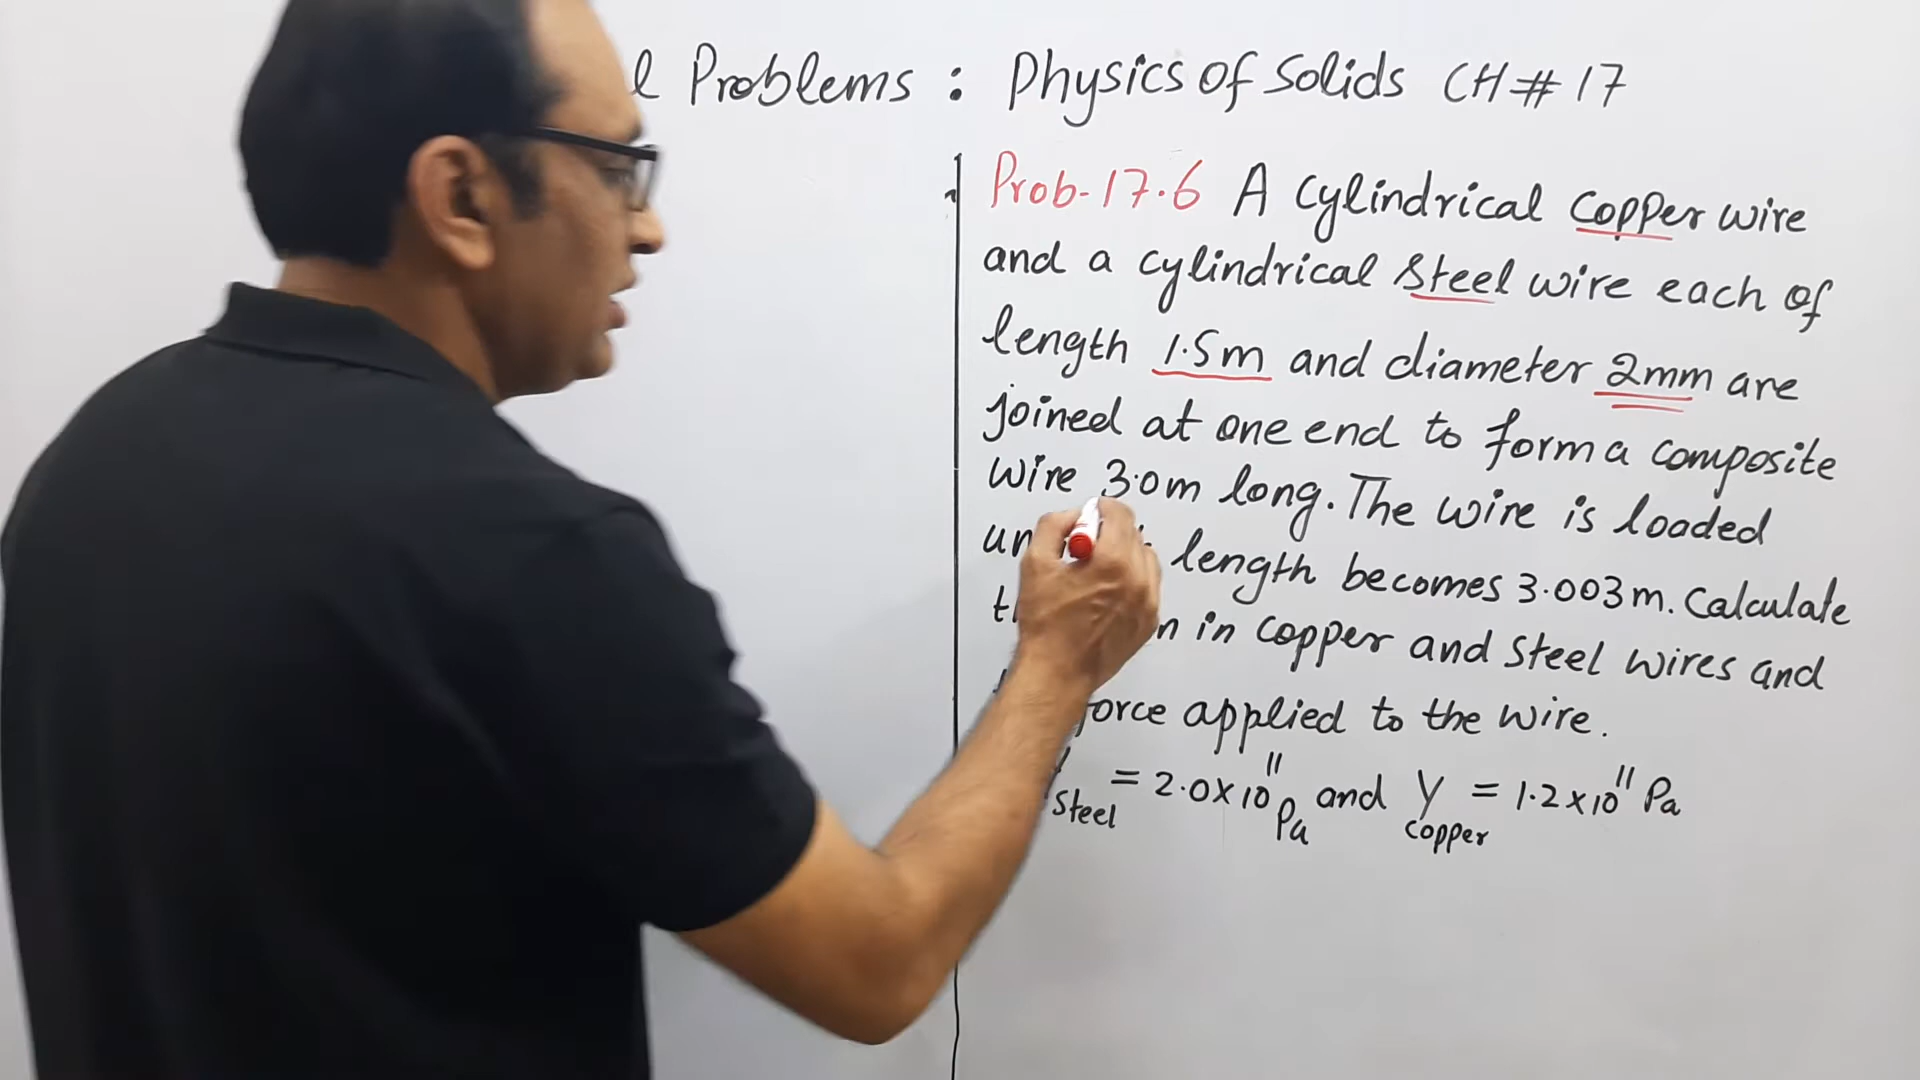 Problems : Physics of Solids CH# 17
Prob-17.6 A Cylindrical Copper wire
and a cylindrical Steel wire each of
length 1.5m and diameter 2mm are
joined at one end to form a composite
wire 3.0m long. The wire is loaded
length becomes 3.003m. Calculate
in copper and steel wires and
force applied to the wire.
Steel = 2.0x10¹¹ Pa and Y copper = 1.2x10¹¹ Pa